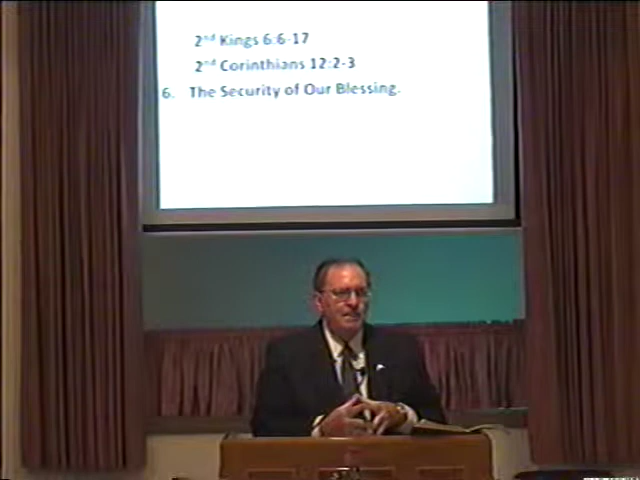 2nd Kings 6:6-17
2nd Corinthians 12:2-3
6. The Security of Our Blessing.